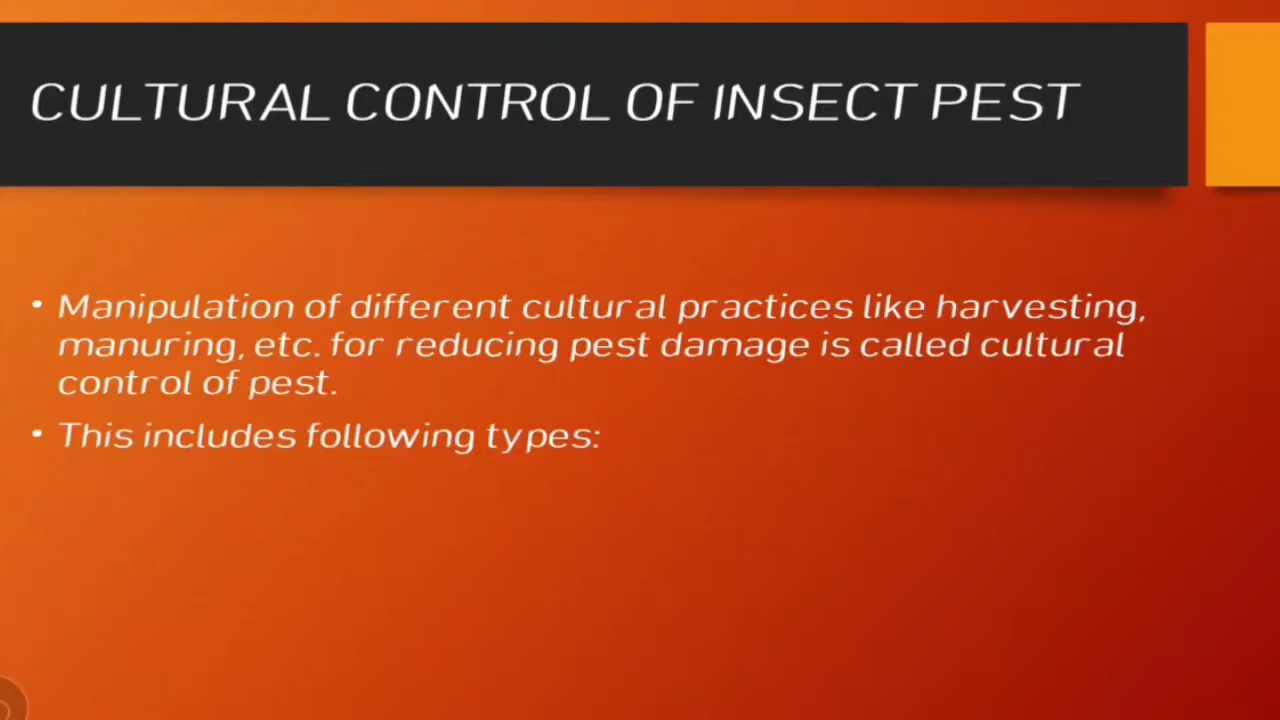 CULTURAL CONTROL OF INSECT PEST
• Manipulation of different cultural practices like harvesting,
manuring, etc. for reducing pest damage is called cultural
control of pest.
• This includes following types: